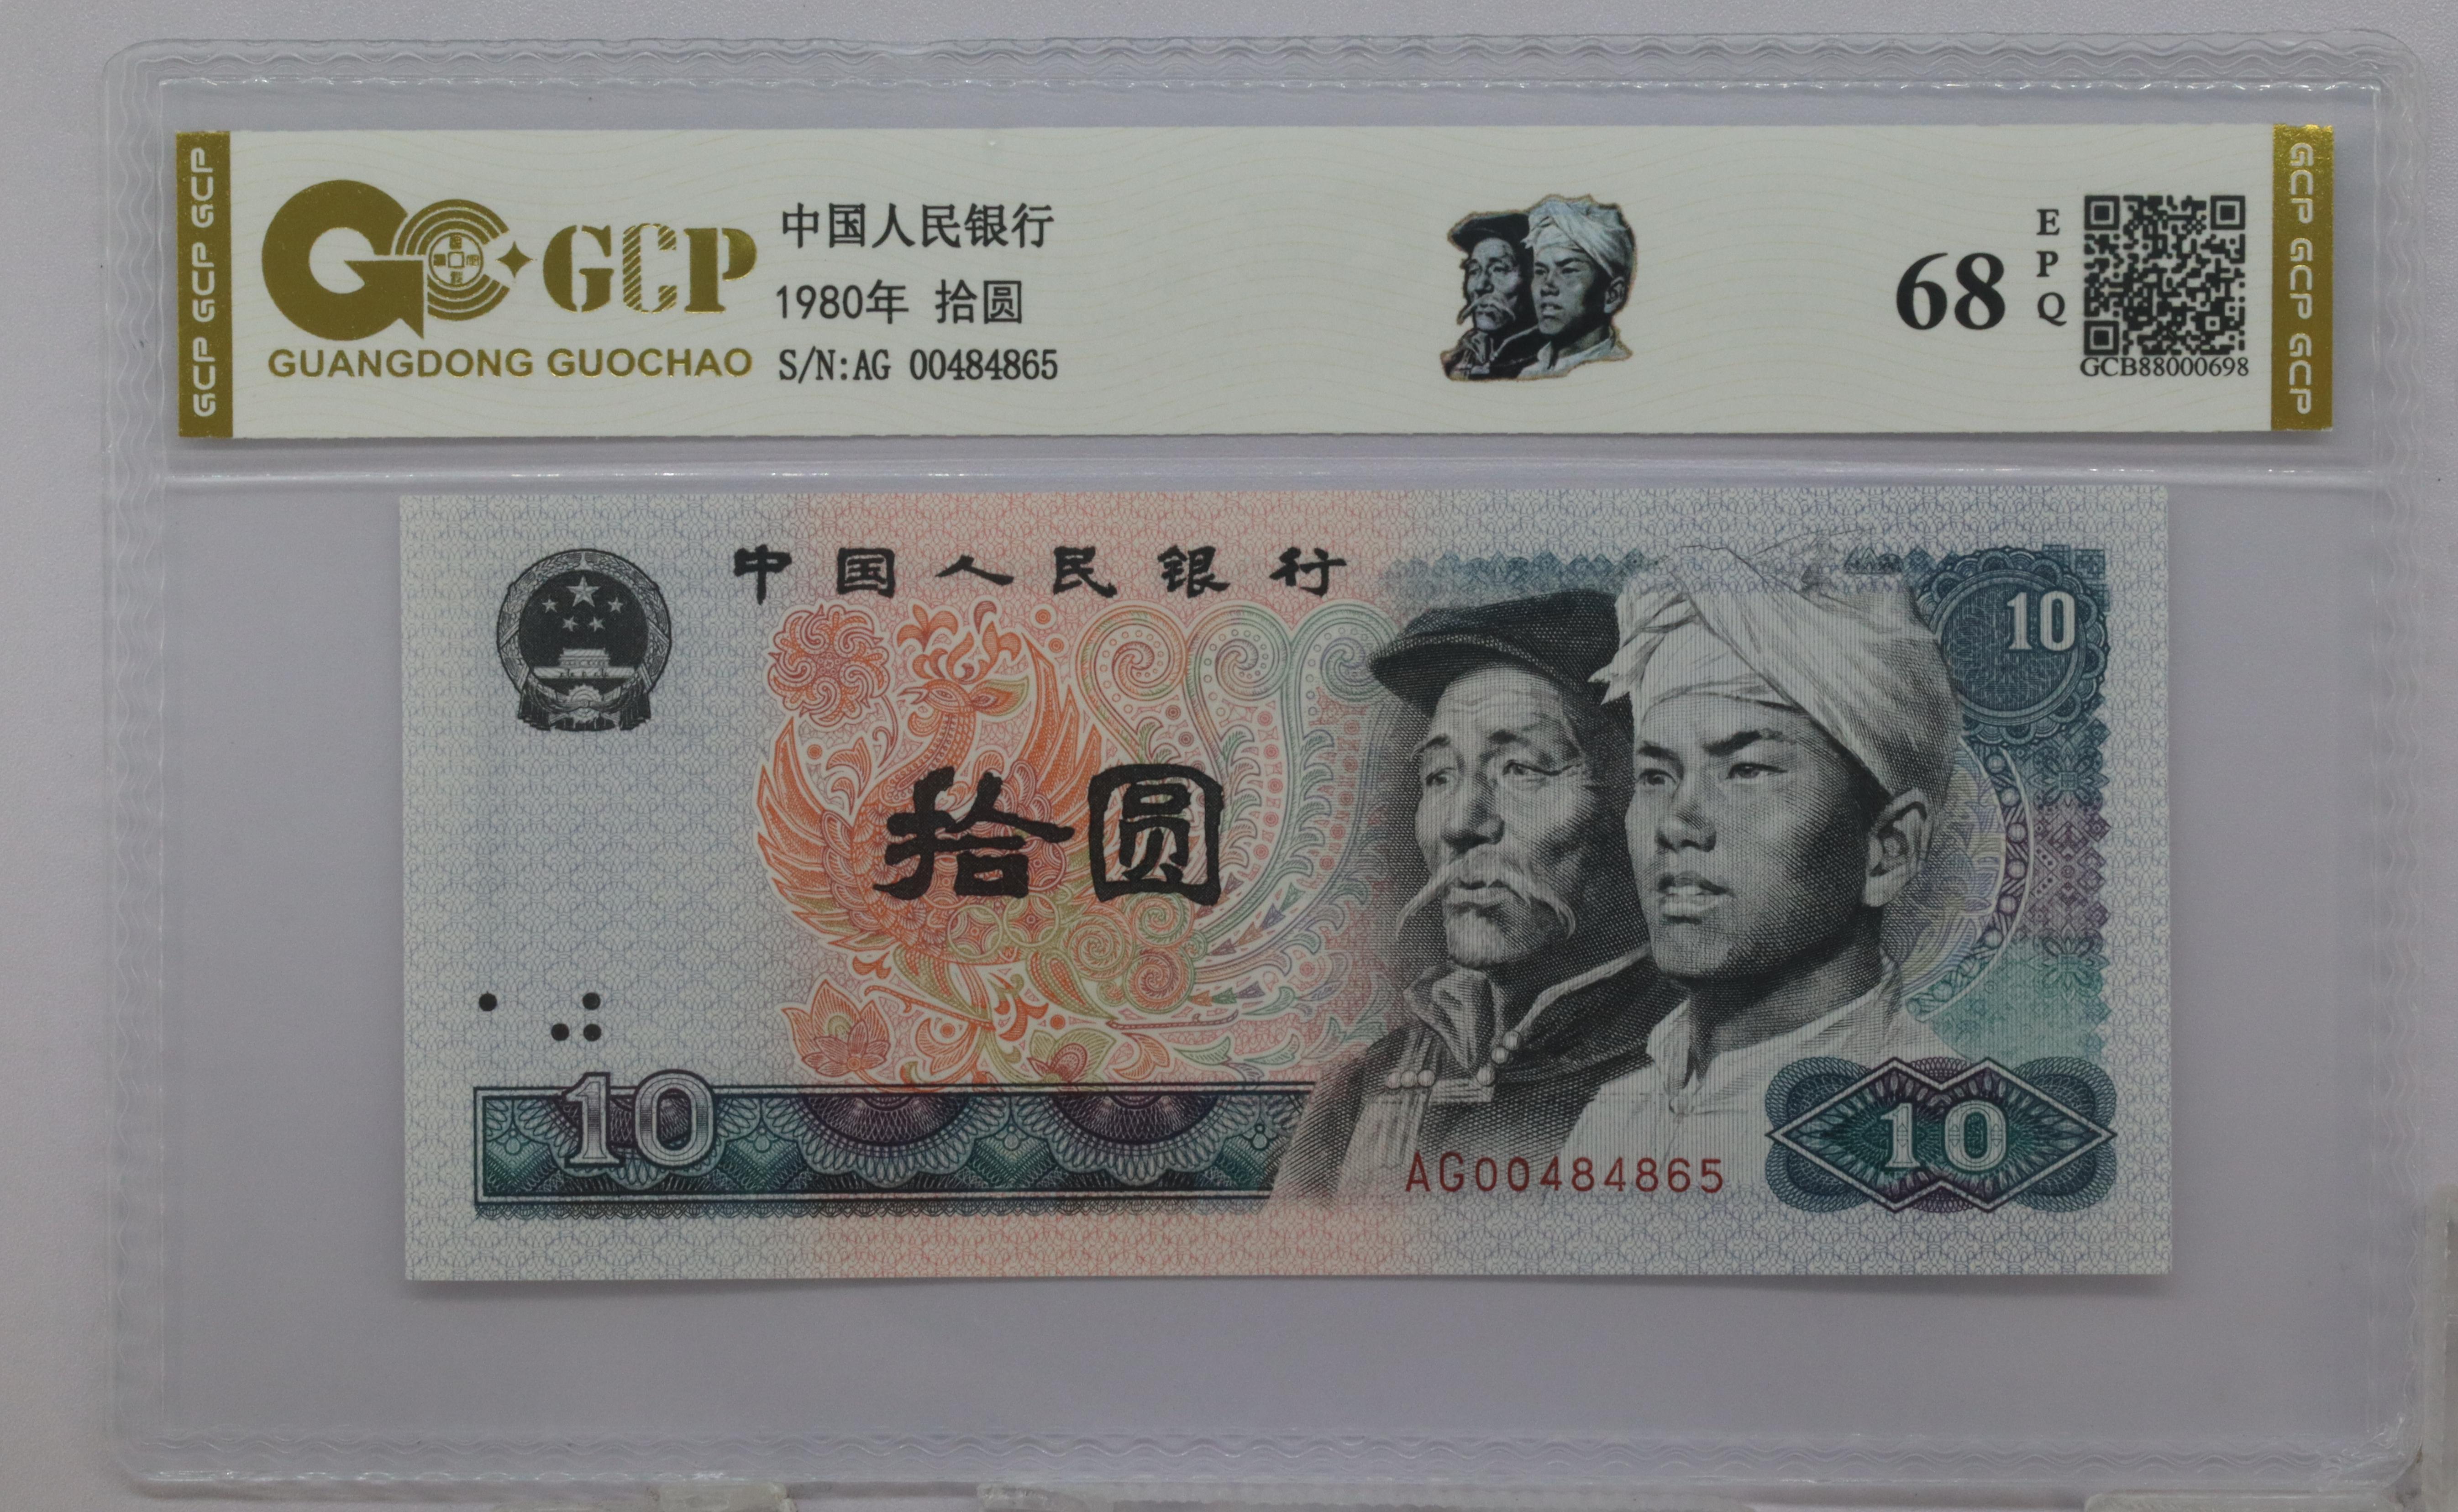 GCP GCP GCP
GC GCP
GUANGDONG GUOCHAO
中国人民银行
1980年 拾圆
S/N:AG 00484865
68
EPQ
GCB88000698
GCP GCP GCP
中国人民银行
10
拾圆
10
AG00484865
10